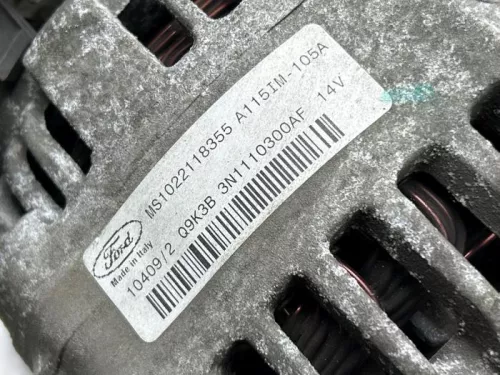 MS1022118355 A115IM-105A
Ford
Made in Italy
10409/2 Q9K3B 3N1110300AF 14V